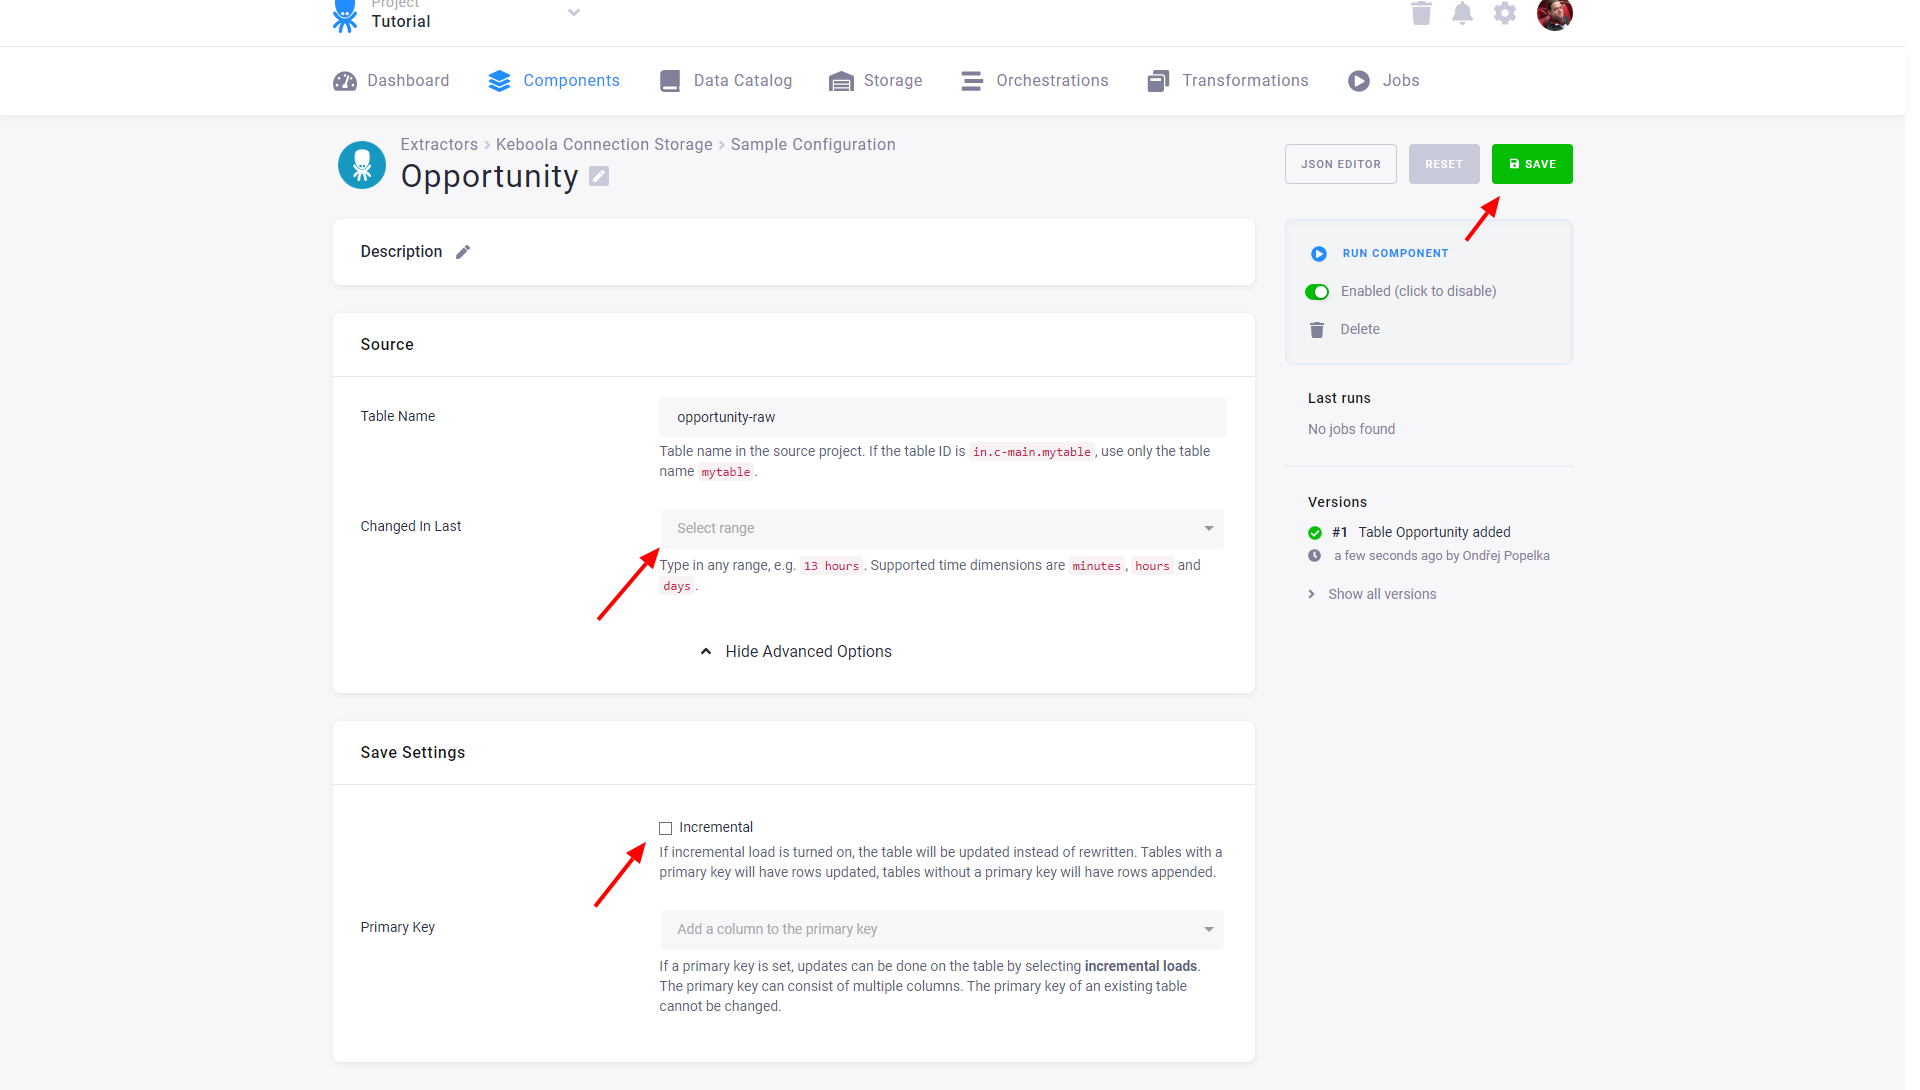 Project
Tutorial
Dashboard
Components
Data Catalog
Storage
Orchestrations
Transformations
Jobs
Extractors › Keboola Connection Storage › Sample Configuration
Opportunity
JSON EDITOR
RESET
SAVE
Description
Source
Table Name
opportunity-raw
Table name in the source project. If the table ID is in.c-main.mytable, use only the table
name mytable.
Changed In Last
Select range
Type in any range, e.g. 13 hours. Supported time dimensions are minutes, hours and
days.
Hide Advanced Options
Save Settings
Incremental
If incremental load is turned on, the table will be updated instead of rewritten. Tables with a
primary key will have rows updated, tables without a primary key will have rows appended.
Primary Key
Add a column to the primary key
If a primary key is set, updates can be done on the table by selecting incremental loads.
The primary key can consist of multiple columns. The primary key of an existing table
cannot be changed.
RUN COMPONENT
Enabled (click to disable)
Delete
Last runs
No jobs found
Versions
#1 Table Opportunity added
a few seconds ago by Ondřej Popelka
Show all versions